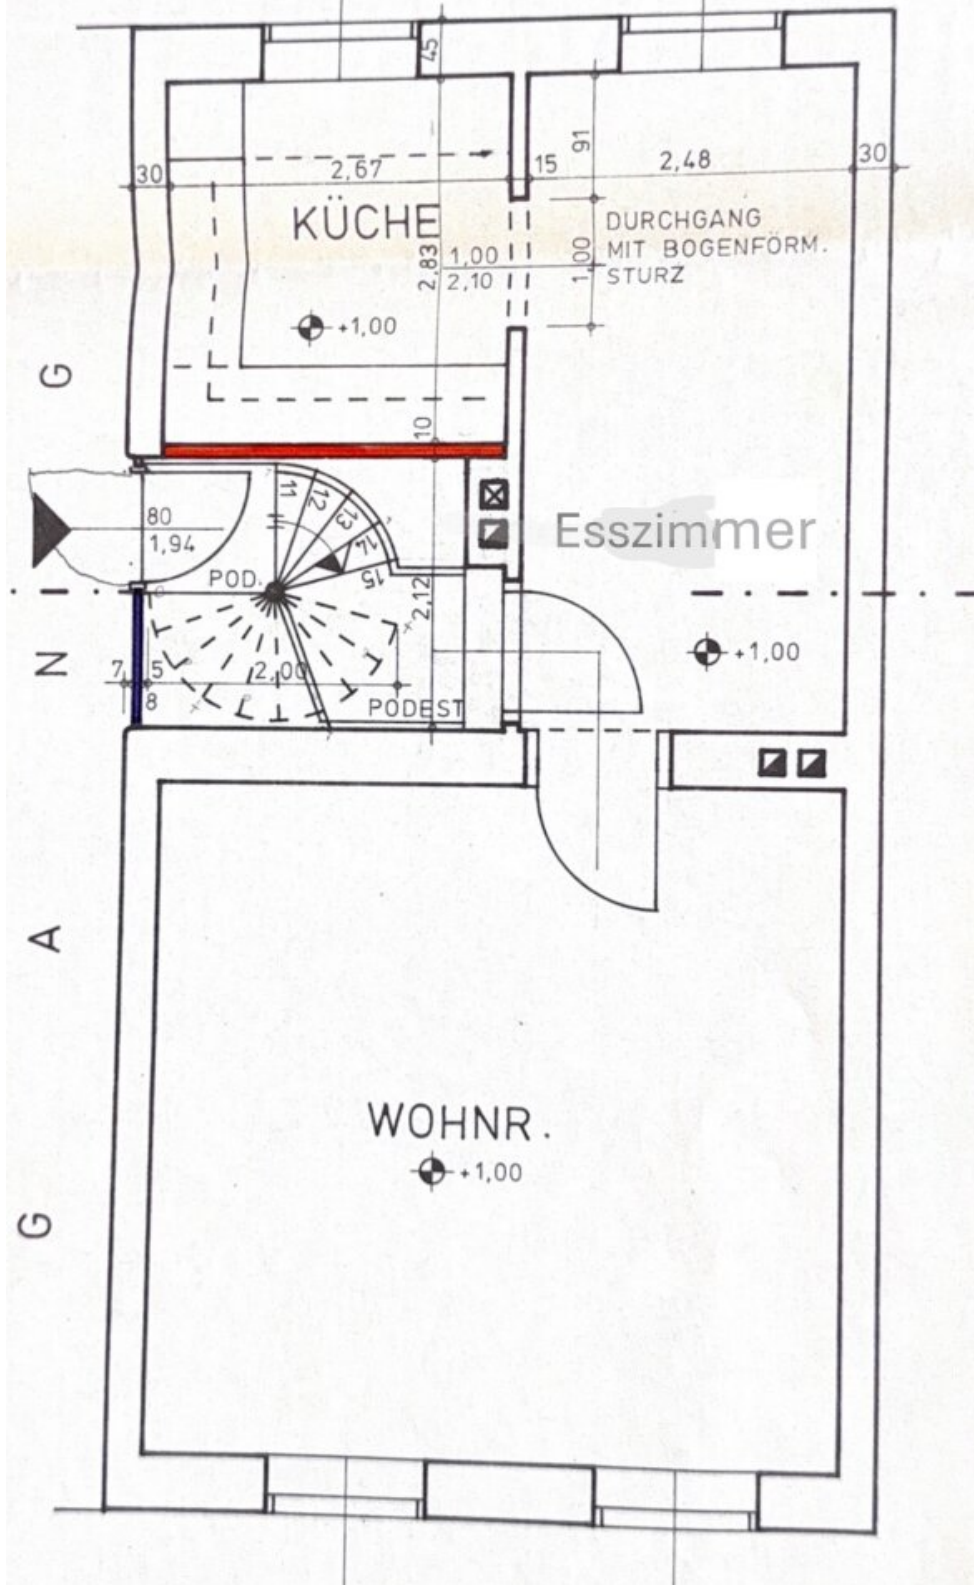 45
30
2,67
15
91
2,48
30
KÜCHE
DURCHGANG
MIT BOGENFÖRM.
STURZ
2,83
1,00
2,10
1,00
+1,00
G
10
11
12
13
14
15
80
1,94
POD.
Esszimmer
2,12
+1,00
N
7
5
8
2,00
PODEST
A
WOHNR.
+1,00
G